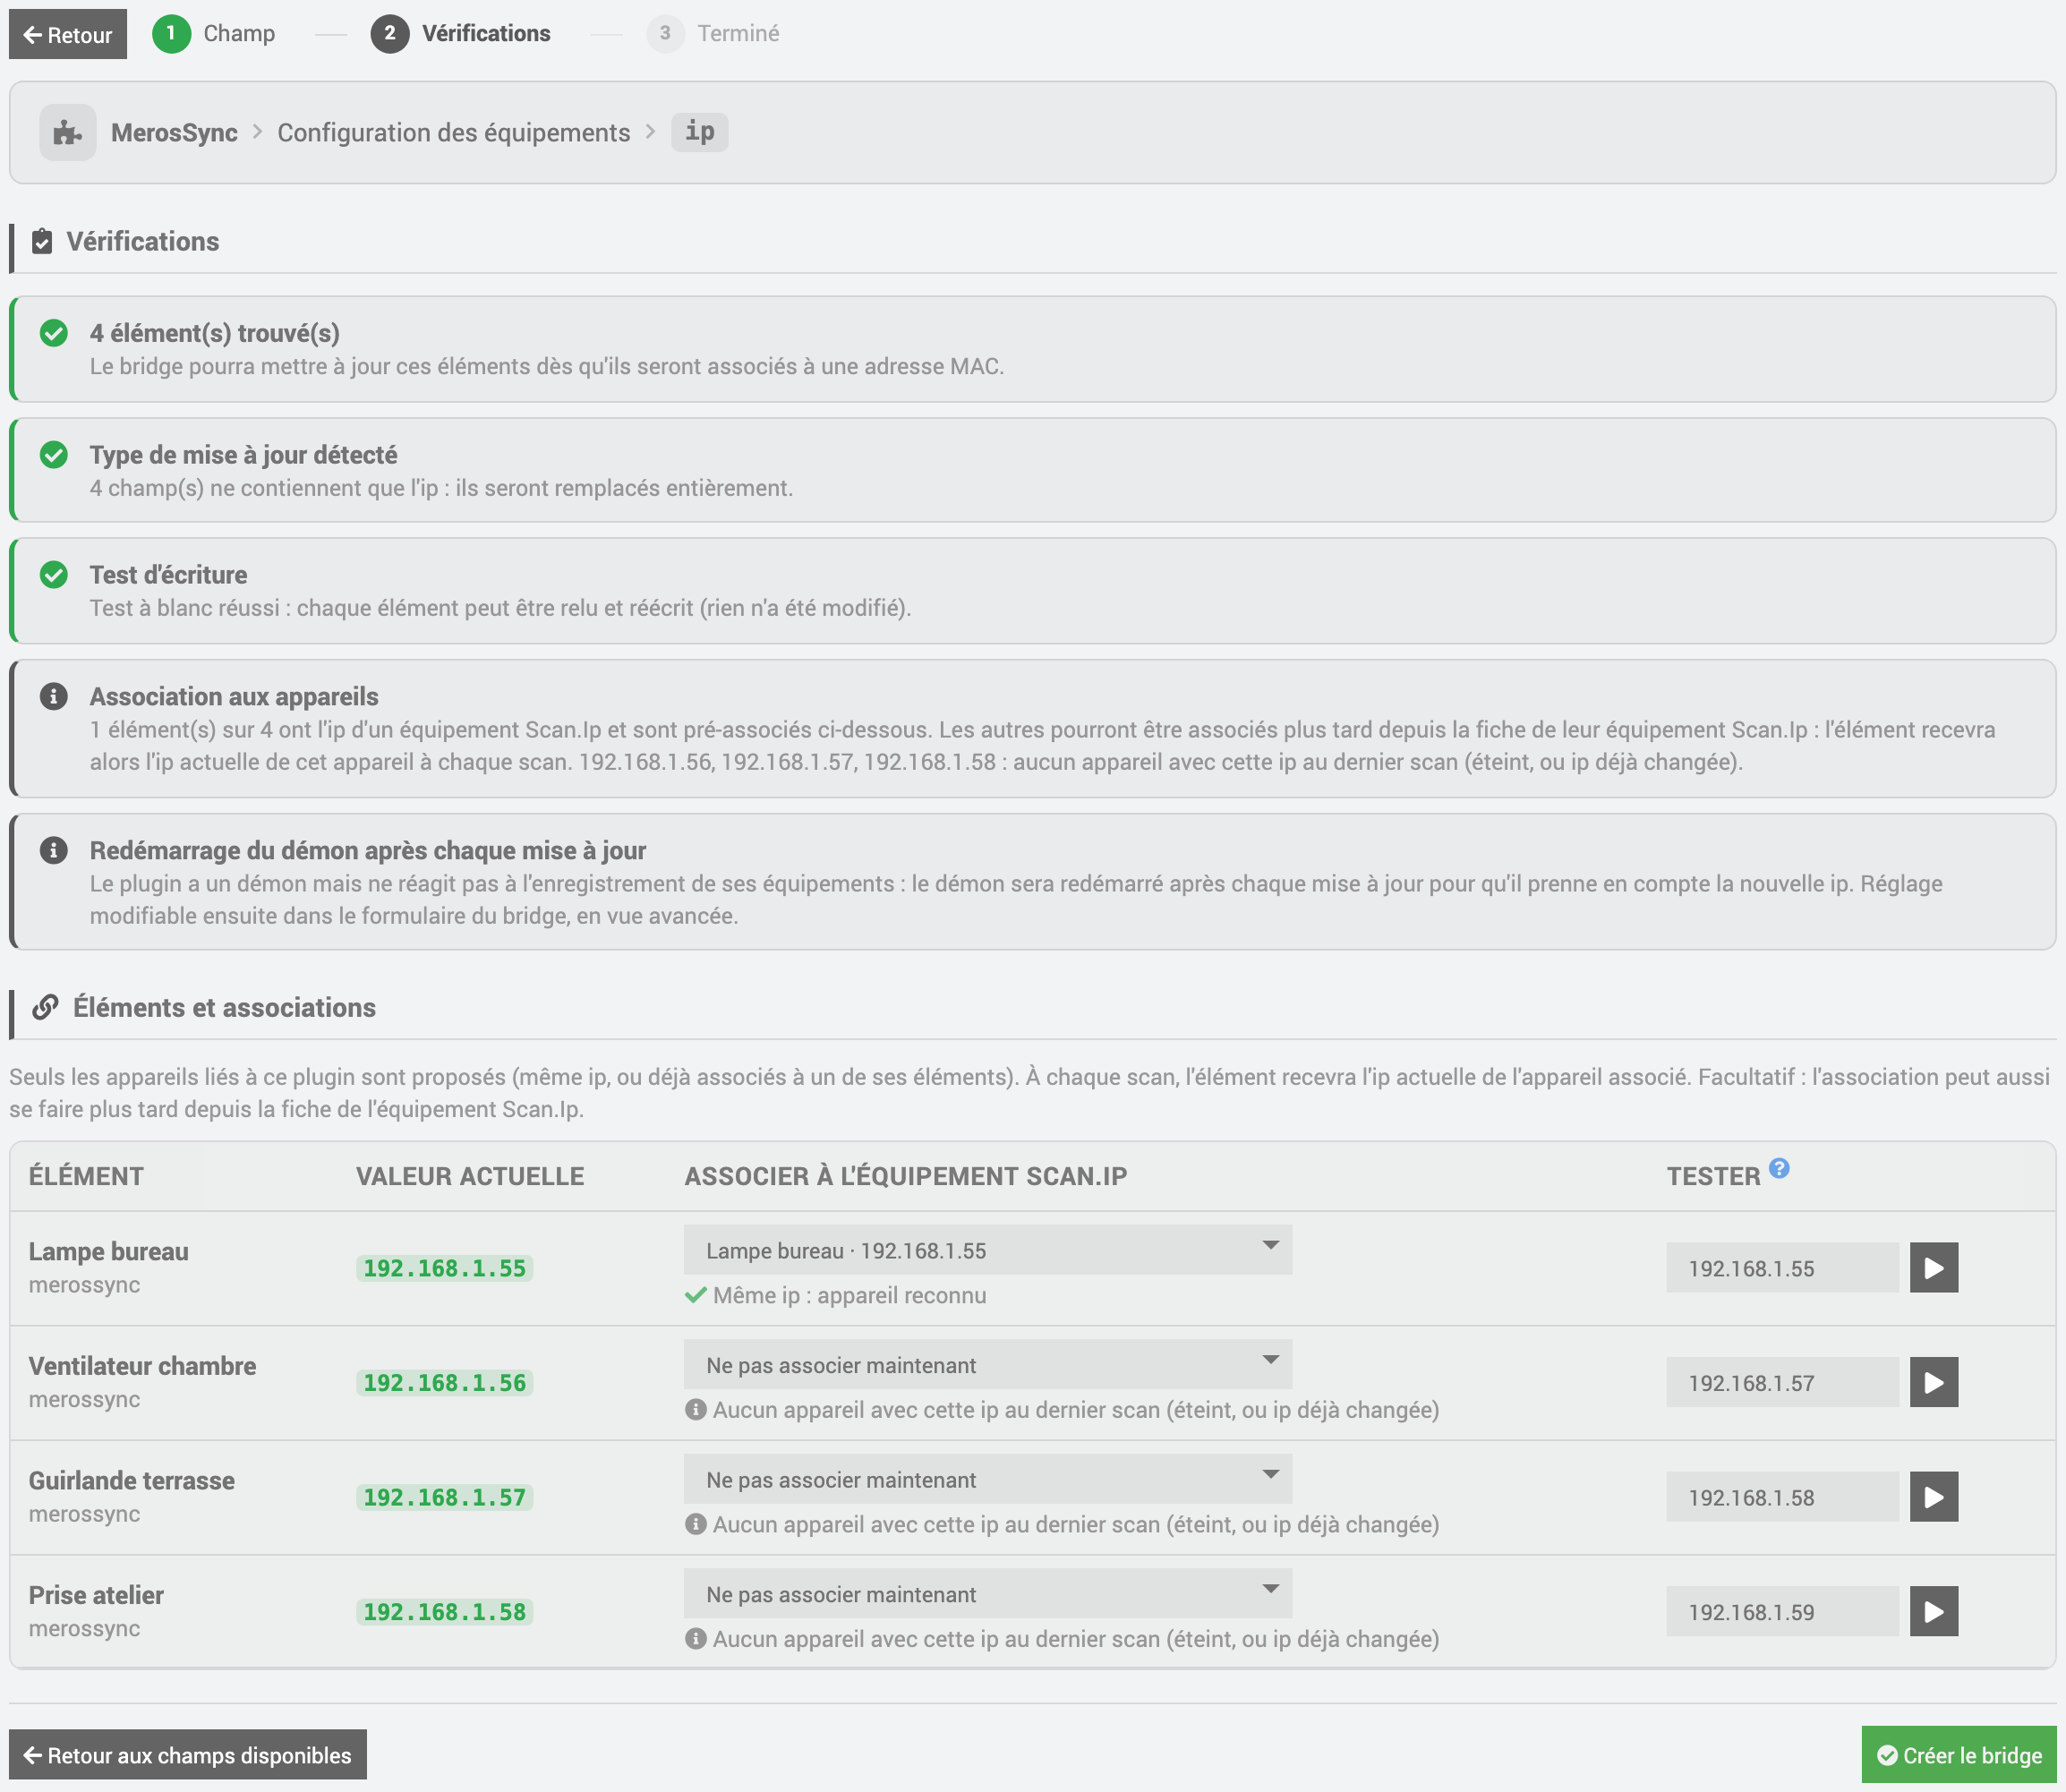 Retour
1 Champ
2 Vérifications
3 Terminé
MerosSync > Configuration des équipements > ip
Vérifications
4 élément(s) trouvé(s)
Le bridge pourra mettre à jour ces éléments dès qu'ils seront associés à une adresse MAC.
Type de mise à jour détecté
4 champ(s) ne contiennent que l'ip : ils seront remplacés entièrement.
Test d'écriture
Test à blanc réussi : chaque élément peut être relu et réécrit (rien n'a été modifié).
Association aux appareils
1 élément(s) sur 4 ont l'ip d'un équipement Scan.Ip et sont pré-associés ci-dessous. Les autres pourront être associés plus tard depuis la fiche de leur équipement Scan.Ip : l'élément recevra
alors l'ip actuelle de cet appareil à chaque scan. 192.168.1.56, 192.168.1.57, 192.168.1.58 : aucun appareil avec cette ip au dernier scan (éteint, ou ip déjà changée).
Redémarrage du démon après chaque mise à jour
Le plugin a un démon mais ne réagit pas à l'enregistrement de ses équipements : le démon sera redémarré après chaque mise à jour pour qu'il prenne en compte la nouvelle ip. Réglage
modifiable ensuite dans le formulaire du bridge, en vue avancée.
Éléments et associations
Seuls les appareils liés à ce plugin sont proposés (même ip, ou déjà associés à un de ses éléments). À chaque scan, l'élément recevra l'ip actuelle de l'appareil associé. Facultatif : l'association peut aussi
se faire plus tard depuis la fiche de l'équipement Scan.Ip.
ÉLÉMENT VALEUR ACTUELLE ASSOCIER À L'ÉQUIPEMENT SCAN.IP TESTER ?
Lampe bureau
merossync
192.168.1.55
Lampe bureau · 192.168.1.55
Même ip : appareil reconnu
192.168.1.55
Ventilateur chambre
merossync
192.168.1.56
Ne pas associer maintenant
Aucun appareil avec cette ip au dernier scan (éteint, ou ip déjà changée)
192.168.1.57
Guirlande terrasse
merossync
192.168.1.57
Ne pas associer maintenant
Aucun appareil avec cette ip au dernier scan (éteint, ou ip déjà changée)
192.168.1.58
Prise atelier
merossync
192.168.1.58
Ne pas associer maintenant
Aucun appareil avec cette ip au dernier scan (éteint, ou ip déjà changée)
192.168.1.59
Retour aux champs disponibles
Créer le bridge